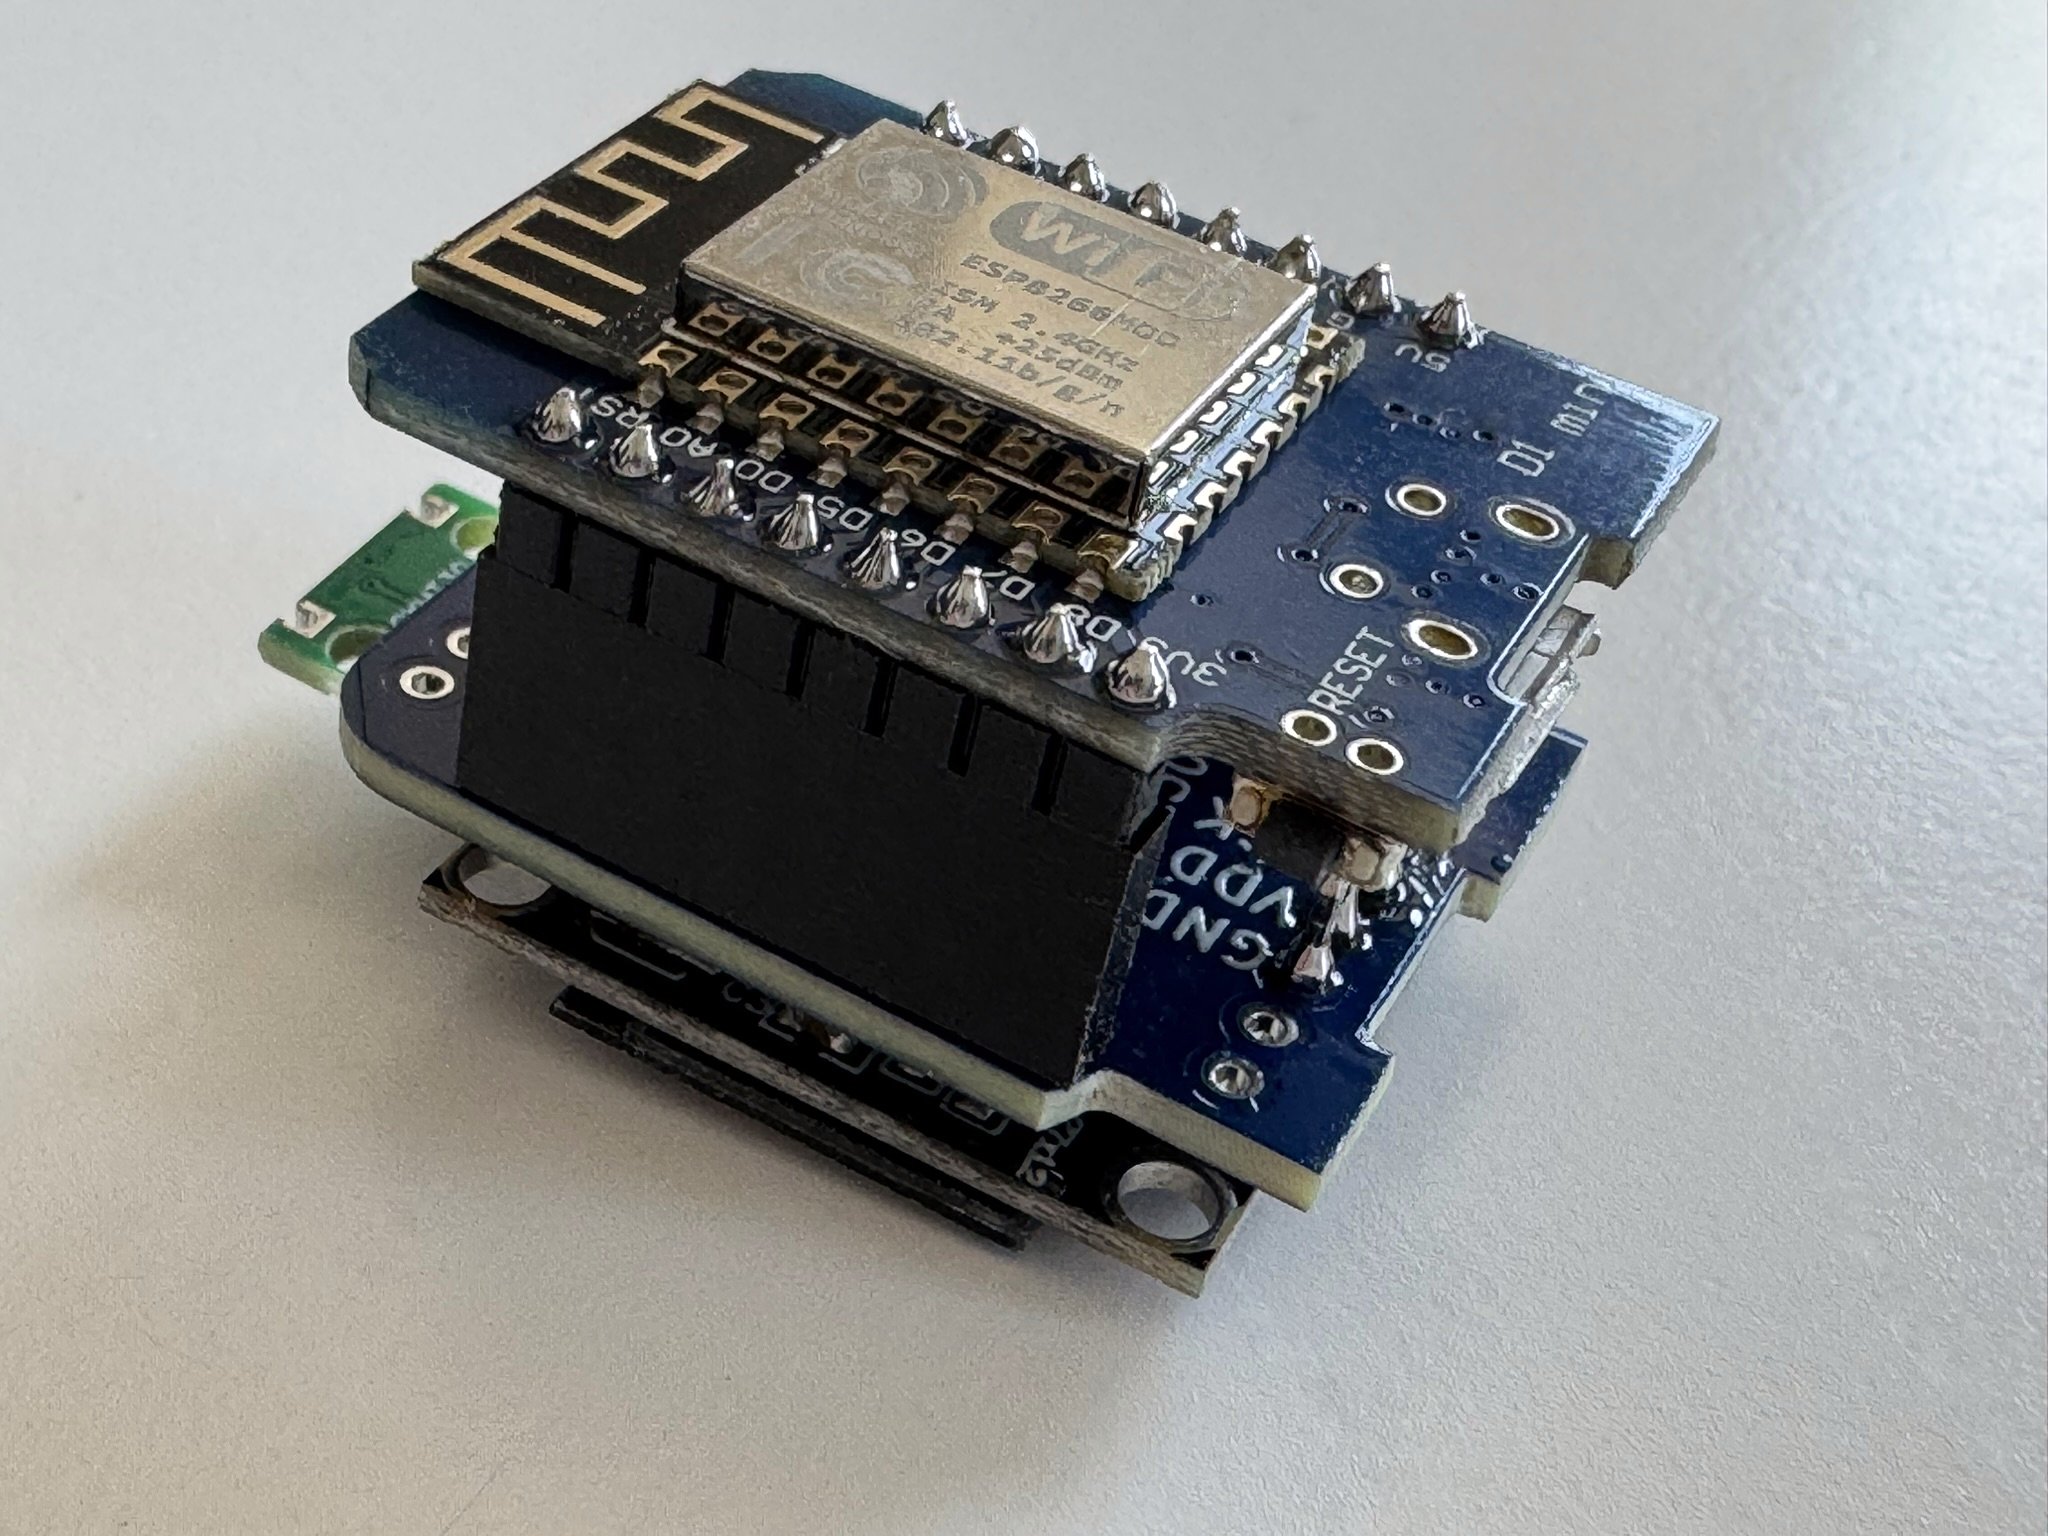 WiFi
ESP8266MOD
ISM 2.4GHz
PA +25dBm
802.11b/g/n
RST
A0
D0
D5
D6
D7
D8
3V3
5V
D1 mini
RESET
GND
VDD